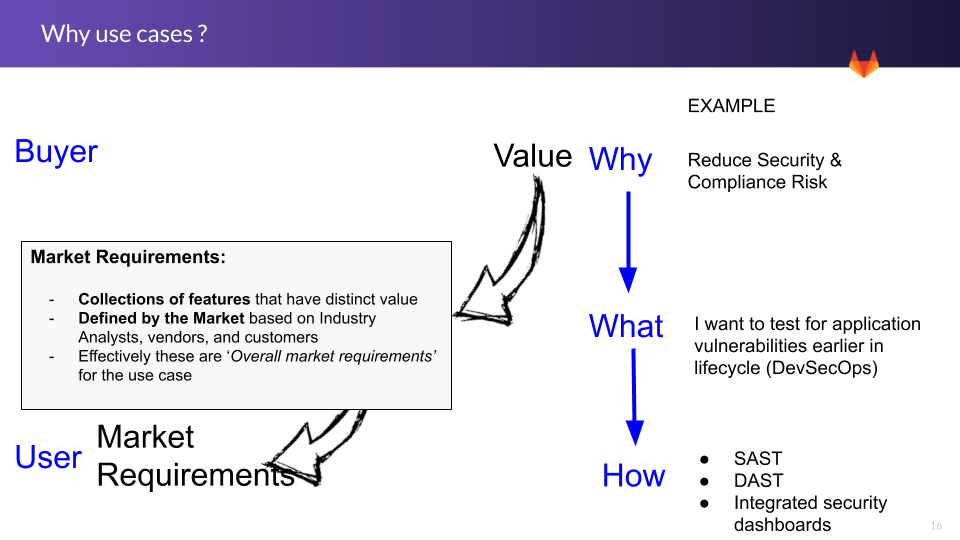 Why use cases ?
EXAMPLE
Buyer
Value
Why
Reduce Security &
Compliance Risk
Market Requirements:
- Collections of features that have distinct value
- Defined by the Market based on Industry
Analysts, vendors, and customers
- Effectively these are ‘Overall market requirements’
for the use case
What
I want to test for application
vulnerabilities earlier in
lifecycle (DevSecOps)
User
Market
Requirements
How
● SAST
● DAST
● Integrated security
dashboards
16